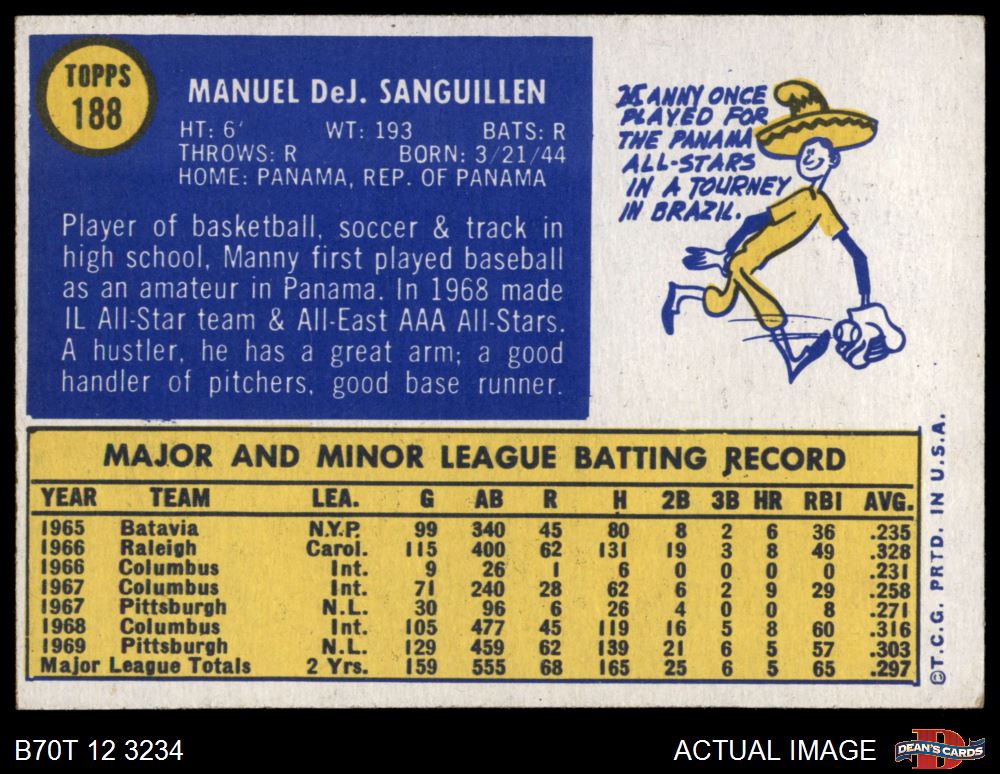 TOPPS
188
MANUEL DeJ. SANGUILLEN
HT: 6' WT: 193 BATS: R
THROWS: R BORN: 3/21/44
HOME: PANAMA, REP. OF PANAMA
Player of basketball, soccer & track in
high school, Manny first played baseball
as an amateur in Panama. In 1968 made
IL All-Star team & All-East AAA All-Stars.
A hustler, he has a great arm; a good
handler of pitchers, good base runner.
MANNY ONCE
PLAYED FOR
THE PANAMA
ALL-STARS
IN A TOURNEY
IN BRAZIL.
MAJOR AND MINOR LEAGUE BATTING RECORD
YEAR TEAM LEA. G AB R H 2B 3B HR RBI AVG.
1965 Batavia N.Y.P. 99 340 45 80 8 2 6 36 .235
1966 Raleigh Carol. 115 400 62 131 19 3 8 49 .328
1966 Columbus Int. 9 26 1 6 0 0 0 0 .231
1967 Columbus Int. 71 240 28 62 6 2 9 29 .258
1967 Pittsburgh N.L. 30 96 6 26 4 0 0 8 .271
1968 Columbus Int. 105 477 45 119 16 5 8 60 .316
1969 Pittsburgh N.L. 129 459 62 139 21 6 5 57 .303
Major League Totals 2 Yrs. 159 555 68 165 25 6 5 65 .297
©T.C.G. PRTD. IN U.S.A.
B70T 12 3234
ACTUAL IMAGE
D
DEAN'S CARDS